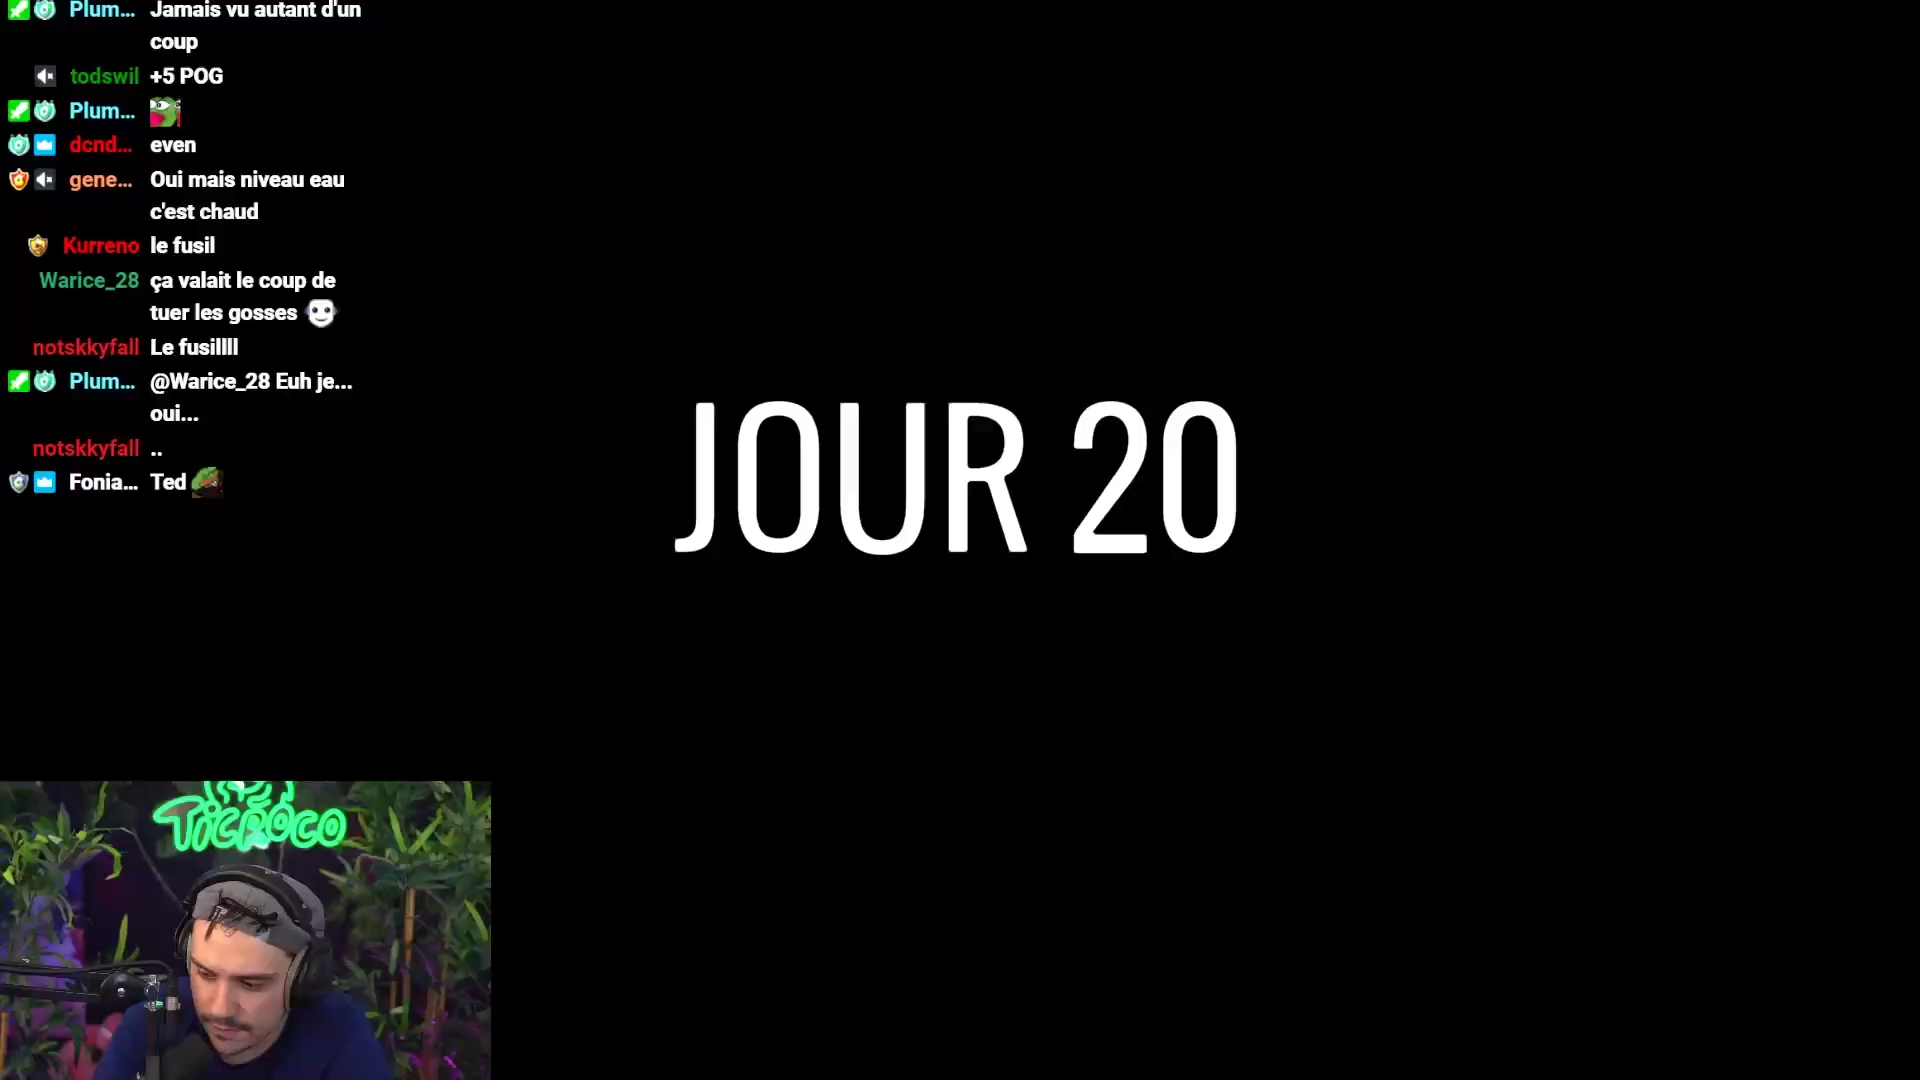 Plum... Jamais vu autant d'un
coup
todswil +5 POG
Plum...
dcnd... even
gene... Oui mais niveau eau
c'est chaud
Kurreno le fusil
Warice_28 ça valait le coup de
tuer les gosses
notskkyfall Le fusillll
Plum... @Warice_28 Euh je...
oui...
notskkyfall ..
Fonia... Ted
JOUR 20
Ticroco